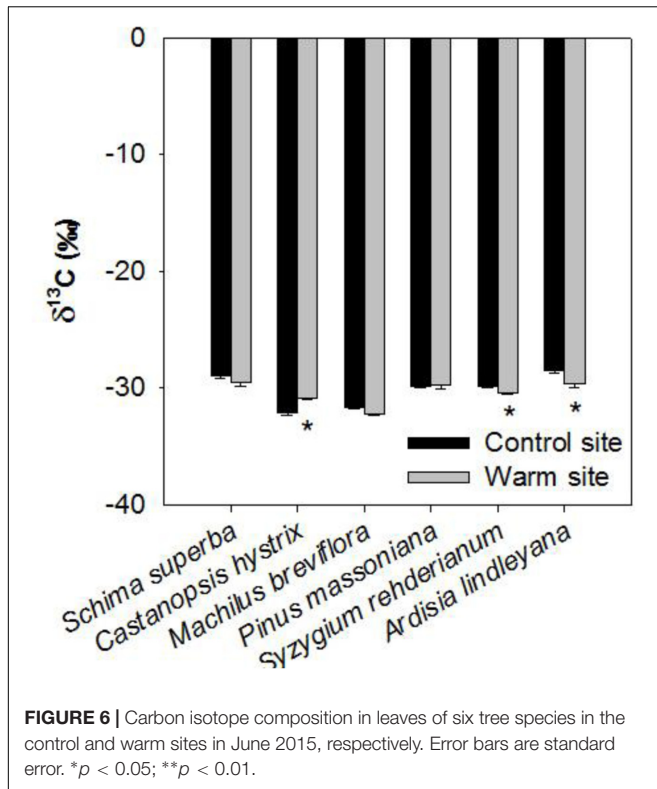 0
-10
-20
-30
-40
δ¹³C (‰)
* * *
Control site
Warm site
Schima superba
Castanopsis hystrix
Machilus breviflora
Pinus massoniana
Syzygium rehderianum
Ardisia lindleyana
FIGURE 6 | Carbon isotope composition in leaves of six tree species in the
control and warm sites in June 2015, respectively. Error bars are standard
error. *p < 0.05; **p < 0.01.